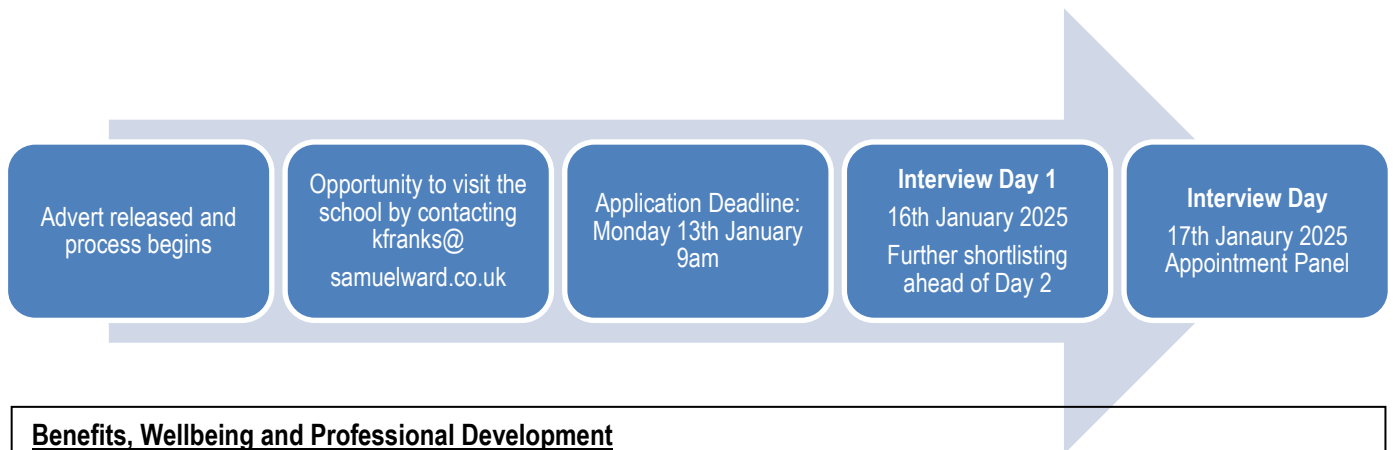 Advert released and
process begins
Opportunity to visit the
school by contacting
kfranks@
samuelward.co.uk
Application Deadline:
Monday 13th January
9am
Interview Day 1
16th January 2025
Further shortlisting
ahead of Day 2
Interview Day
17th Janaury 2025
Appointment Panel
Benefits, Wellbeing and Professional Development